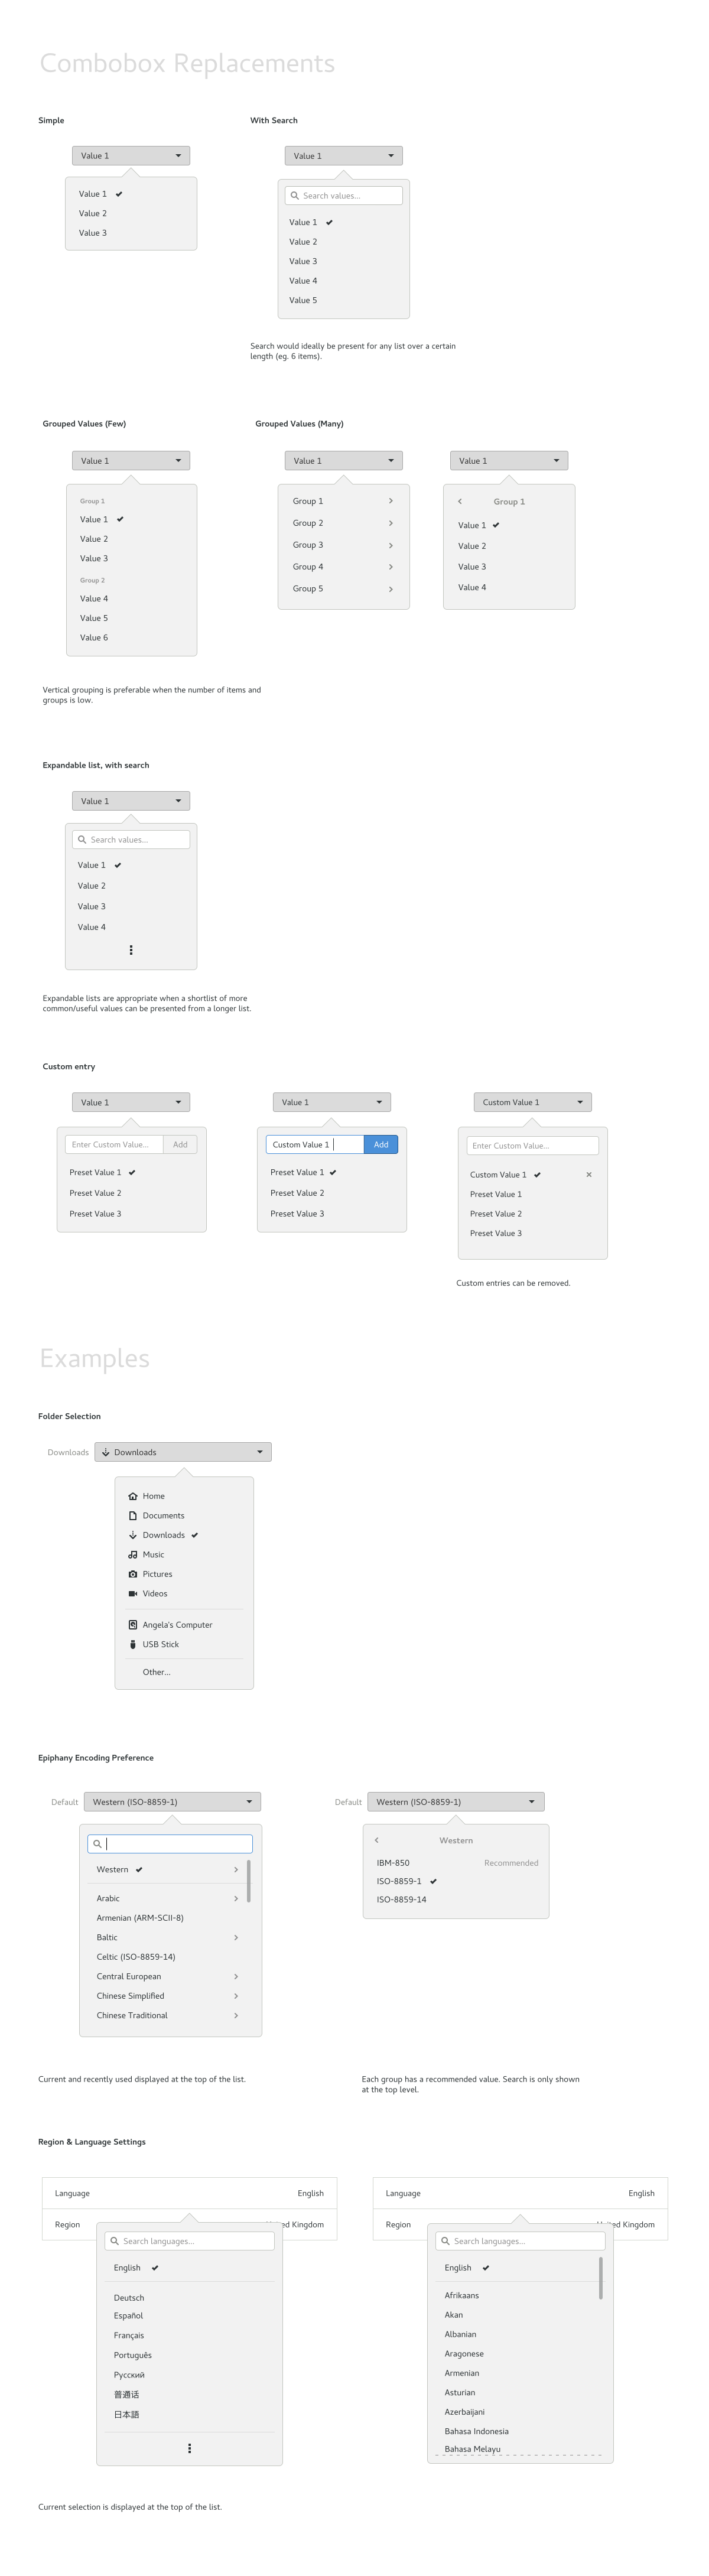 Combobox Replacements
Simple
With Search
Value 1
Value 1
Value 1
Value 2
Value 3
Search values...
Value 1
Value 2
Value 3
Value 4
Value 5
Search would ideally be present for any list over a certain
length (eg. 6 items).
Grouped Values (Few)
Grouped Values (Many)
Value 1
Value 1
Value 1
Group 1
Value 1
Value 2
Value 3
Group 2
Value 4
Value 5
Value 6
Group 1
Group 2
Group 3
Group 4
Group 5
Group 1
Value 1
Value 2
Value 3
Value 4
Vertical grouping is preferable when the number of items and
groups is low.
Expandable list, with search
Value 1
Search values...
Value 1
Value 2
Value 3
Value 4
Expandable lists are appropriate when a shortlist of more
common/useful values can be presented from a longer list.
Custom entry
Value 1
Enter Custom Value... Add
Preset Value 1
Preset Value 2
Preset Value 3
Value 1
Custom Value 1 Add
Preset Value 1
Preset Value 2
Preset Value 3
Custom Value 1
Enter Custom Value...
Custom Value 1
Preset Value 1
Preset Value 2
Preset Value 3
Custom entries can be removed.
Examples
Folder Selection
Downloads Downloads
Home
Documents
Downloads
Music
Pictures
Videos
Angela's Computer
USB Stick
Other...
Epiphany Encoding Preference
Default Western (ISO-8859-1)
Western
Arabic
Armenian (ARM-SCII-8)
Baltic
Celtic (ISO-8859-14)
Central European
Chinese Simplified
Chinese Traditional
Current and recently used displayed at the top of the list.
Default Western (ISO-8859-1)
Western
IBM-850 Recommended
ISO-8859-1
ISO-8859-14
Each group has a recommended value. Search is only shown
at the top level.
Region & Language Settings
Language English
Region ed Kingdom
Search languages...
English
Deutsch
Español
Français
Português
Русский
普通话
日本語
Language English
Region ed Kingdom
Search languages...
English
Afrikaans
Akan
Albanian
Aragonese
Armenian
Asturian
Azerbaijani
Bahasa Indonesia
Bahasa Melayu
Current selection is displayed at the top of the list.